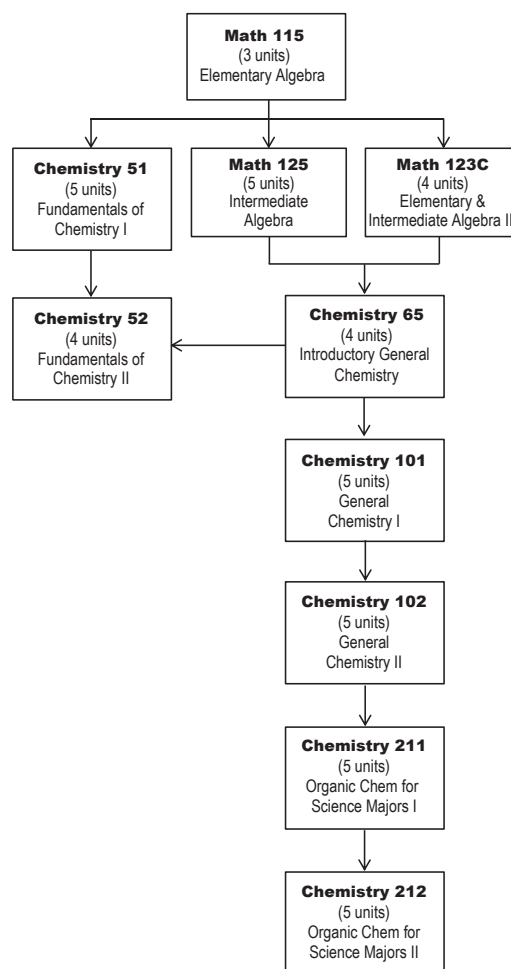 Math 115
(3 units)
Elementary Algebra
Chemistry 51
(5 units)
Fundamentals of
Chemistry I
Math 125
(5 units)
Intermediate
Algebra
Math 123C
(4 units)
Elementary &
Intermediate Algebra II
Chemistry 52
(4 units)
Fundamentals of
Chemistry II
Chemistry 65
(4 units)
Introductory General
Chemistry
Chemistry 101
(5 units)
General
Chemistry I
Chemistry 102
(5 units)
General
Chemistry II
Chemistry 211
(5 units)
Organic Chem for
Science Majors I
Chemistry 212
(5 units)
Organic Chem for
Science Majors II